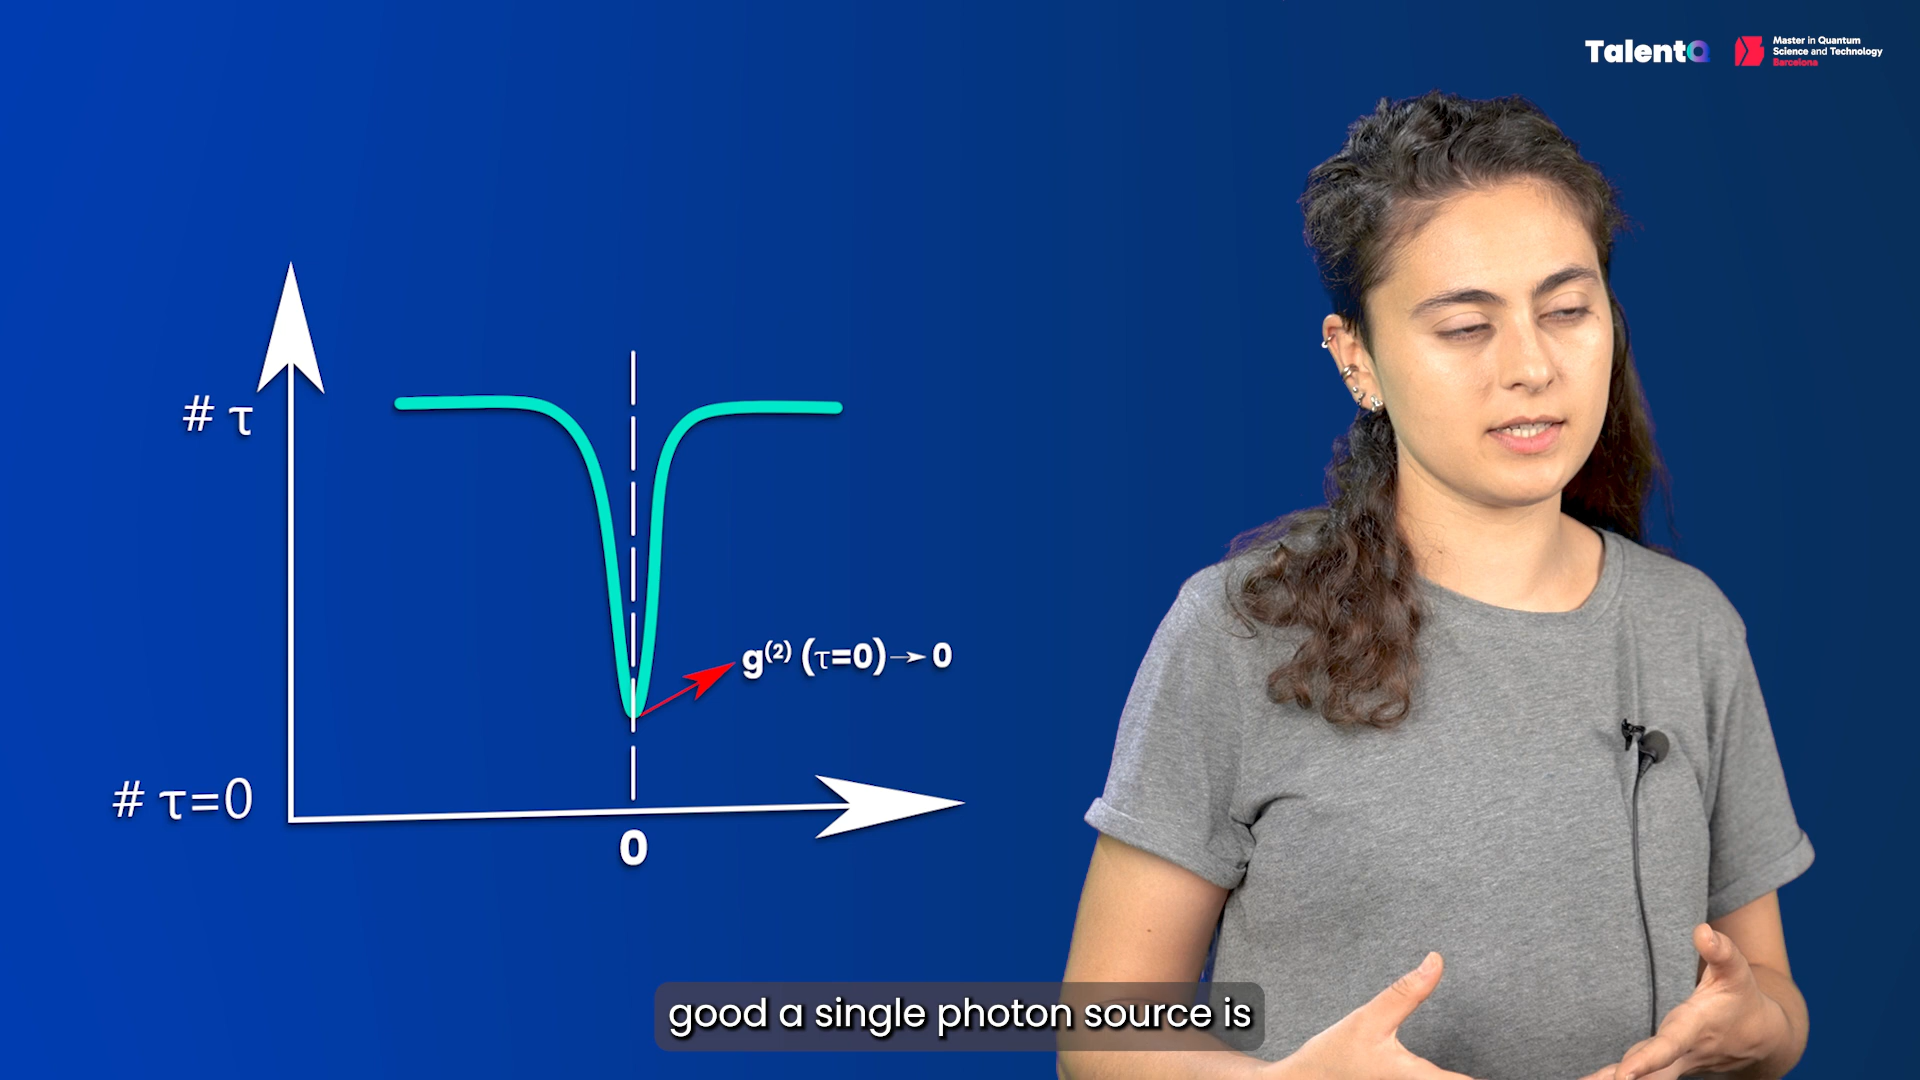 TalentQ
Master in Quantum
Science and Technology
Barcelona
# τ
g⁽²⁾ (τ=0)→ 0
# τ=0
0
good a single photon source is